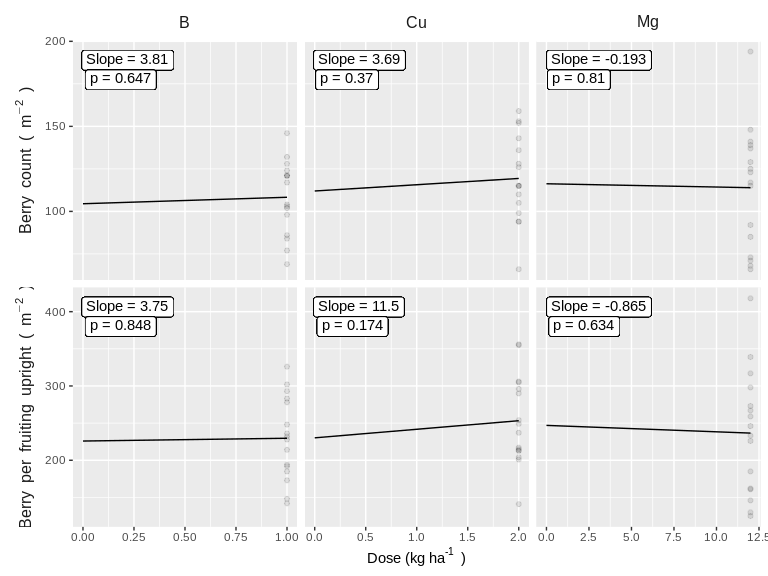 B Cu Mg
Berry count ( m⁻² )
200
150
100
Slope = 3.81
p = 0.647
Slope = 3.69
p = 0.37
Slope = -0.193
p = 0.81
Berry per fruiting upright ( m⁻² )
400
300
200
Slope = 3.75
p = 0.848
Slope = 11.5
p = 0.174
Slope = -0.865
p = 0.634
0.00 0.25 0.50 0.75 1.00 0.0 0.5 1.0 1.5 2.0 0.0 2.5 5.0 7.5 10.0 12.5
Dose (kg ha⁻¹ )